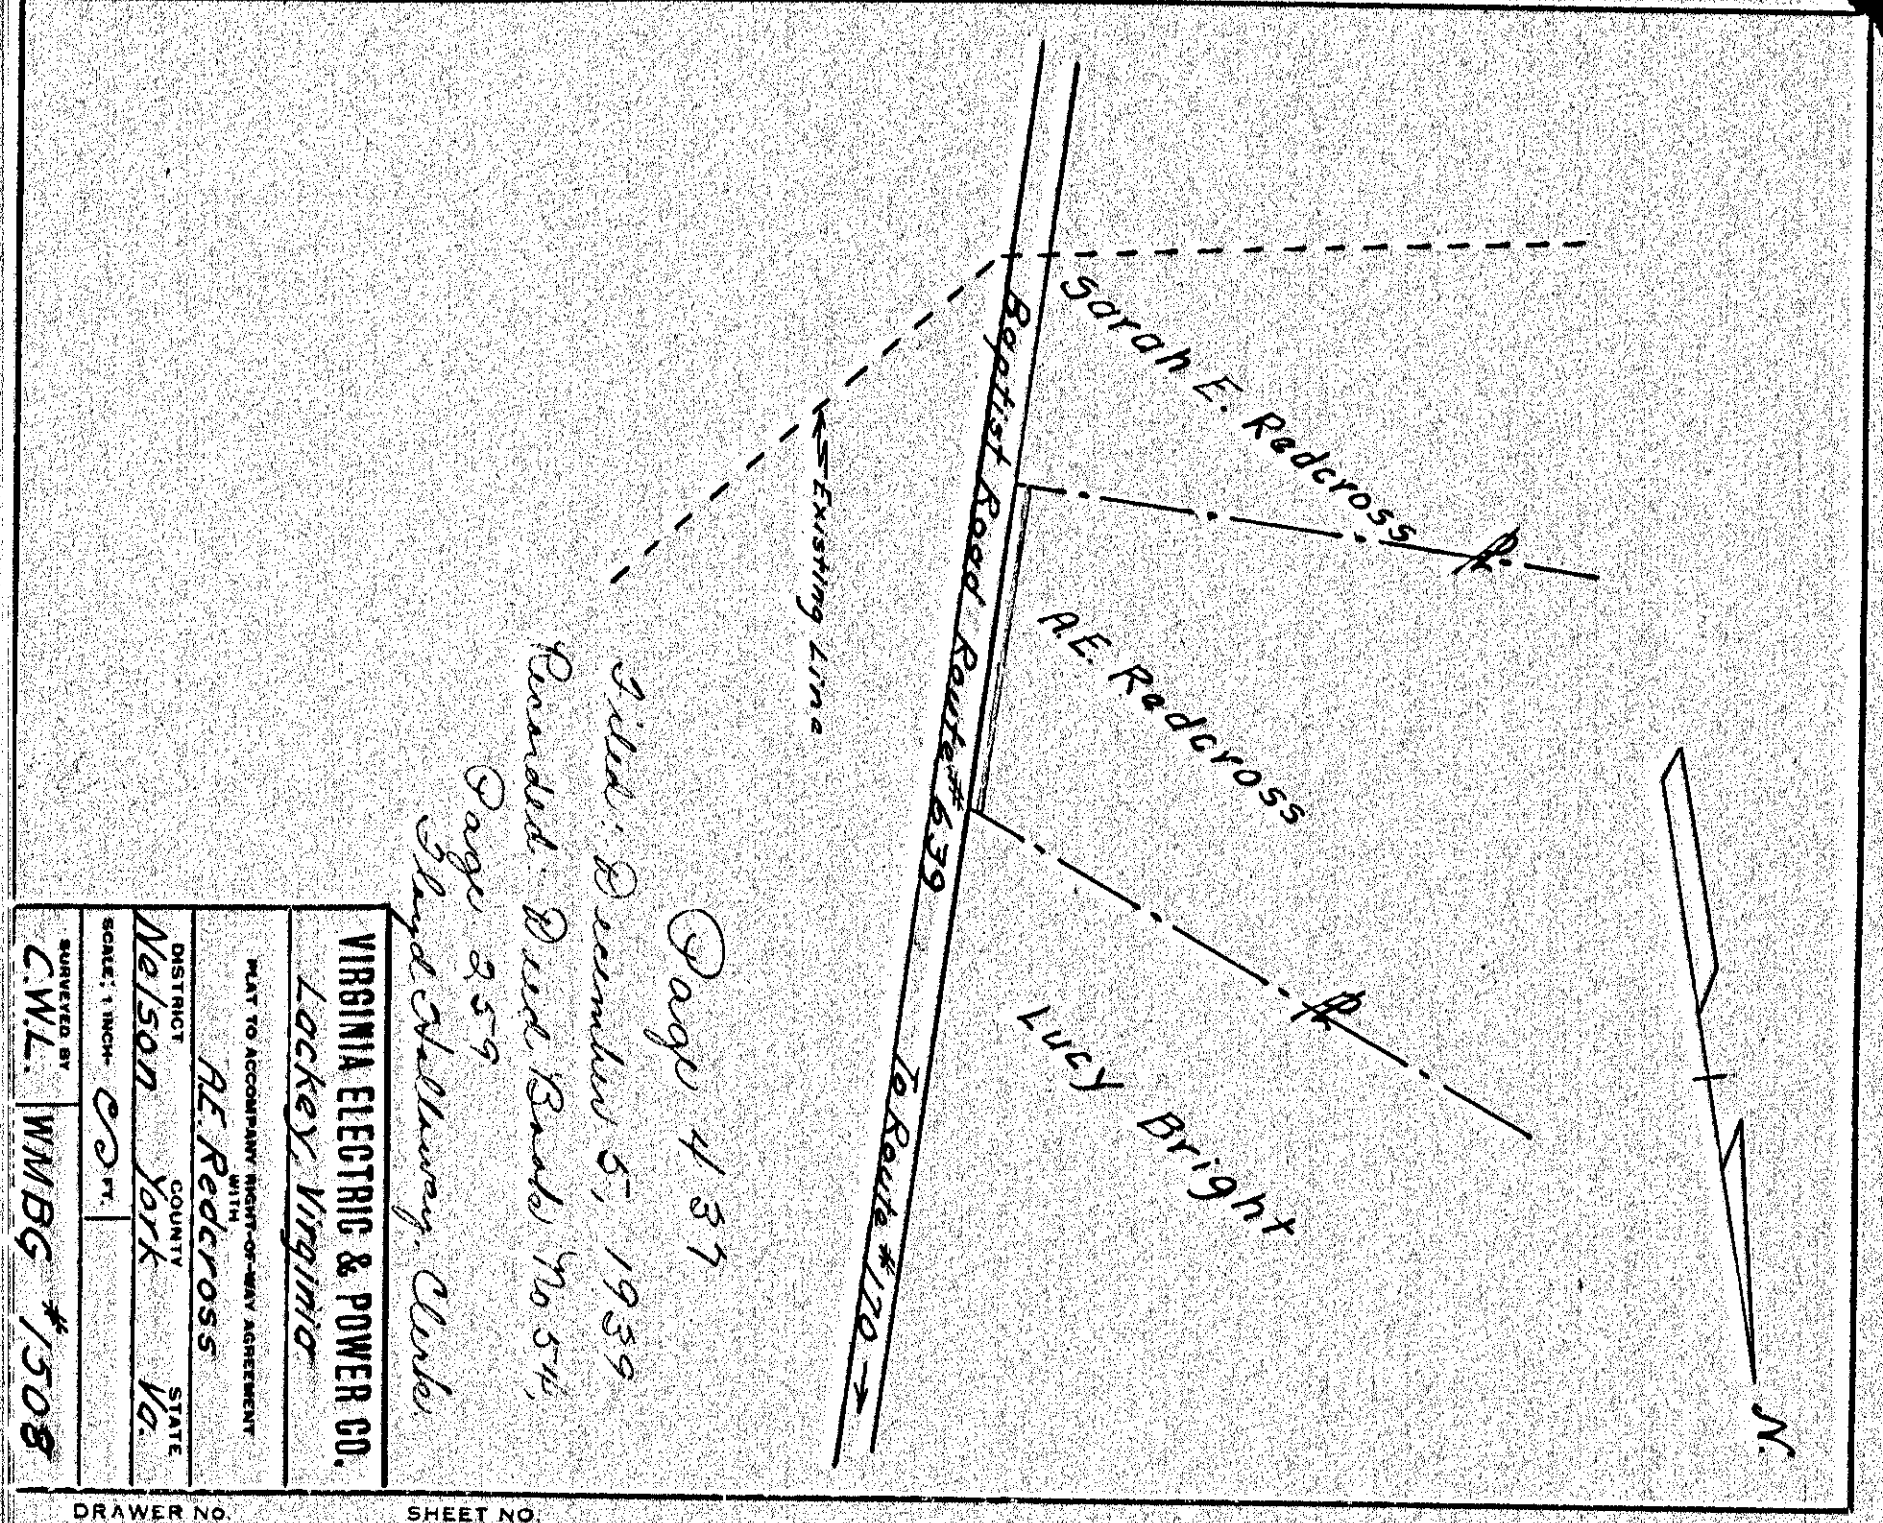 N.
Sarah E. Redcross
A.E. Redcross
Lucy Bright
Baptist Road Route # 639
To Route #170 →
Existing Line
Page 437
Filed: December 5, 1939
Recorded: Deed Book No 54,
Page 259
Floyd Holloway, Clerk.
VIRGINIA ELECTRIC & POWER CO.
Lackey Virginia
PLAT TO ACCOMPANY RIGHT-OF-WAY AGREEMENT
WITH
A.E. Redcross
DISTRICT COUNTY STATE
Nelson York Va.
SCALE: 1 INCH= FT.
SURVEYED BY
C.W.L. WMBG #1508
DRAWER NO. SHEET NO.